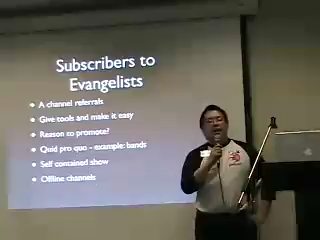 Subscribers to
Evangelists
• A channel referrals
• Give tools and make it easy
• Reason to promote?
• Quid pro quo - example: bands
• Self contained show
• Offline channels